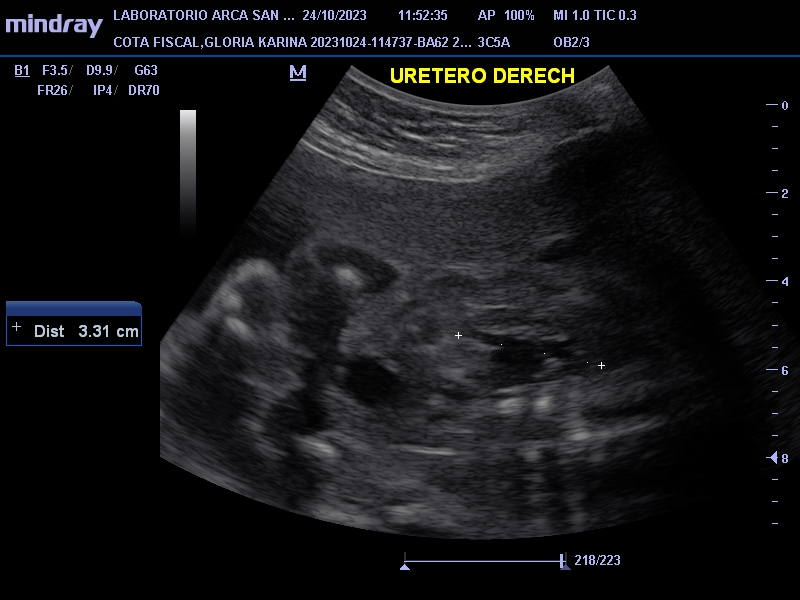 mindray
LABORATORIO ARCA SAN ... 24/10/2023 11:52:35 AP 100% MI 1.0 TIC 0.3
COTA FISCAL,GLORIA KARINA 20231024-114737-BA62 2... 3C5A OB2/3
B1 F3.5/ D9.9/ G63
FR26/ IP4/ DR70
M
URETERO DERECH
0
2
4
+ Dist 3.31 cm
6
8
218/223